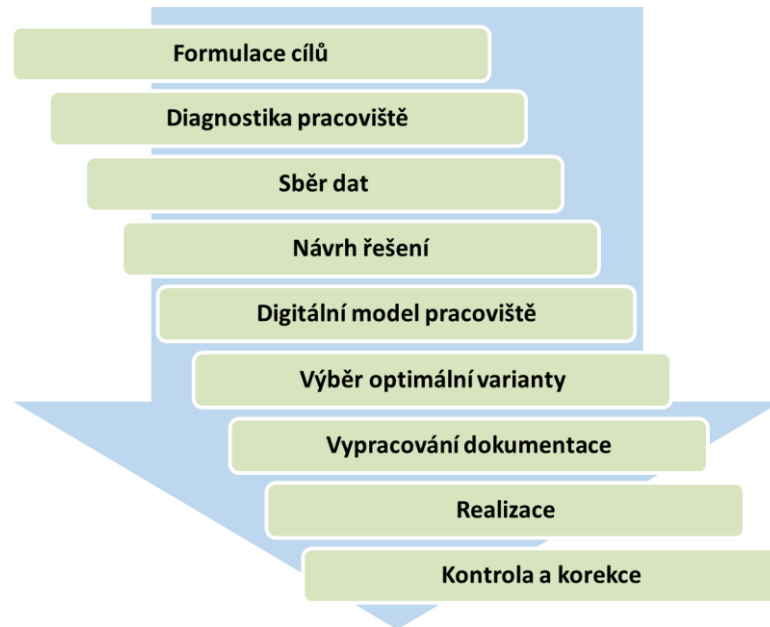 Formulace cílů
Diagnostika pracoviště
Sběr dat
Návrh řešení
Digitální model pracoviště
Výběr optimální varianty
Vypracování dokumentace
Realizace
Kontrola a korekce